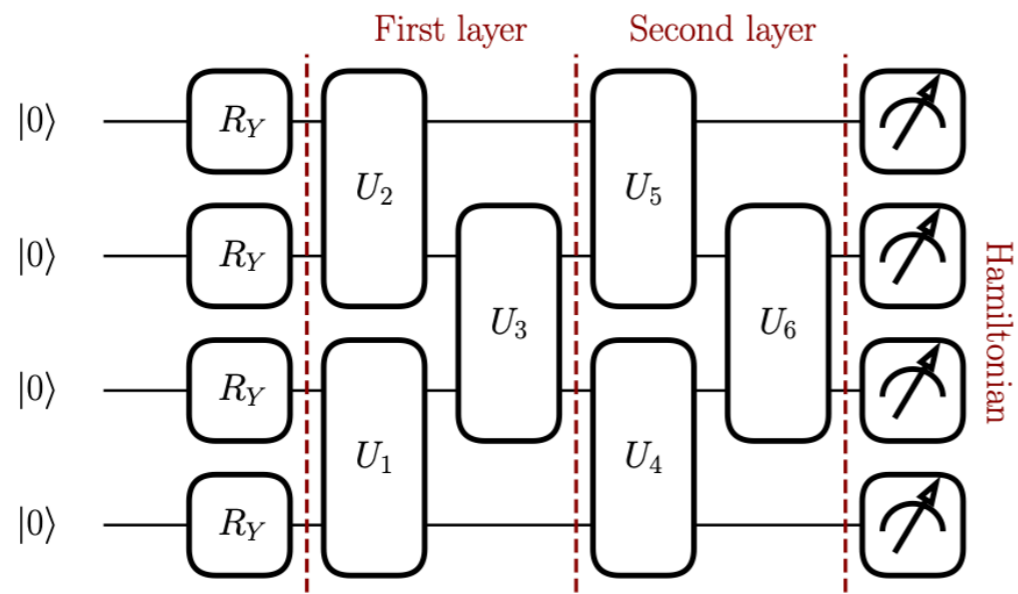 First layer
Second layer
|0⟩
R_Y
U_2
U_5
|0⟩
R_Y
U_3
U_6
Hamiltonian
|0⟩
R_Y
U_1
U_4
|0⟩
R_Y